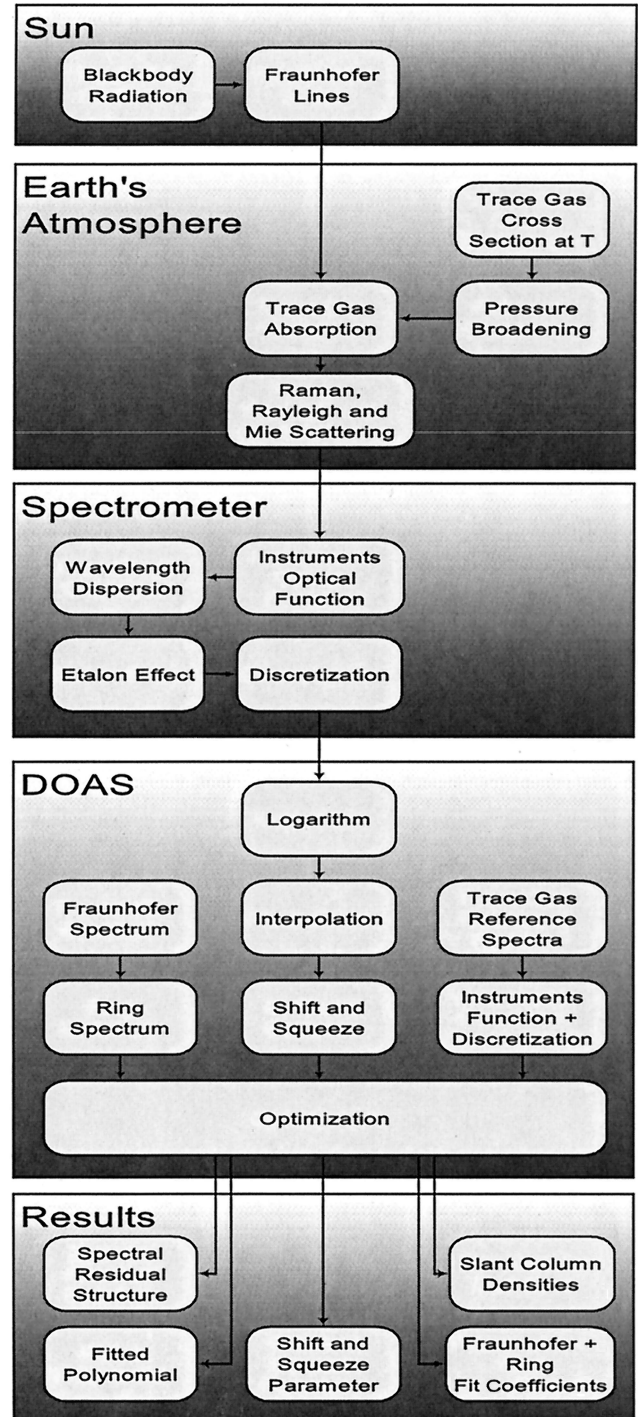 Sun
Blackbody
Radiation
Fraunhofer
Lines
Earth's
Atmosphere
Trace Gas
Cross
Section at T
Trace Gas
Absorption
Pressure
Broadening
Raman,
Rayleigh and
Mie Scattering
Spectrometer
Wavelength
Dispersion
Instruments
Optical
Function
Etalon Effect
Discretization
DOAS
Logarithm
Fraunhofer
Spectrum
Interpolation
Trace Gas
Reference
Spectra
Ring
Spectrum
Shift and
Squeeze
Instruments
Function +
Discretization
Optimization
Results
Spectral
Residual
Structure
Slant Column
Densities
Fitted
Polynomial
Shift and
Squeeze
Parameter
Fraunhofer +
Ring
Fit Coefficients